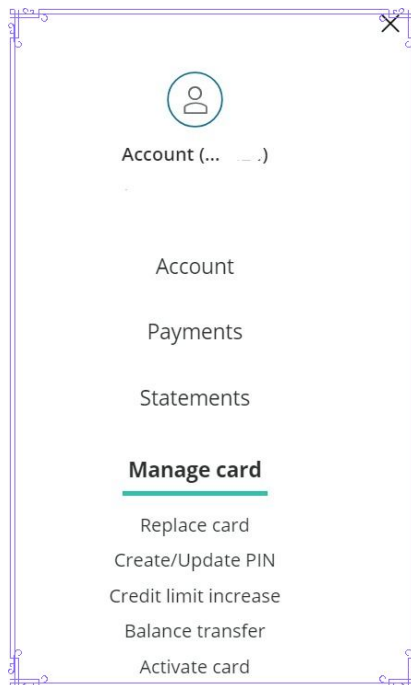 Account (... .)
Account
Payments
Statements
Manage card
Replace card
Create/Update PIN
Credit limit increase
Balance transfer
Activate card